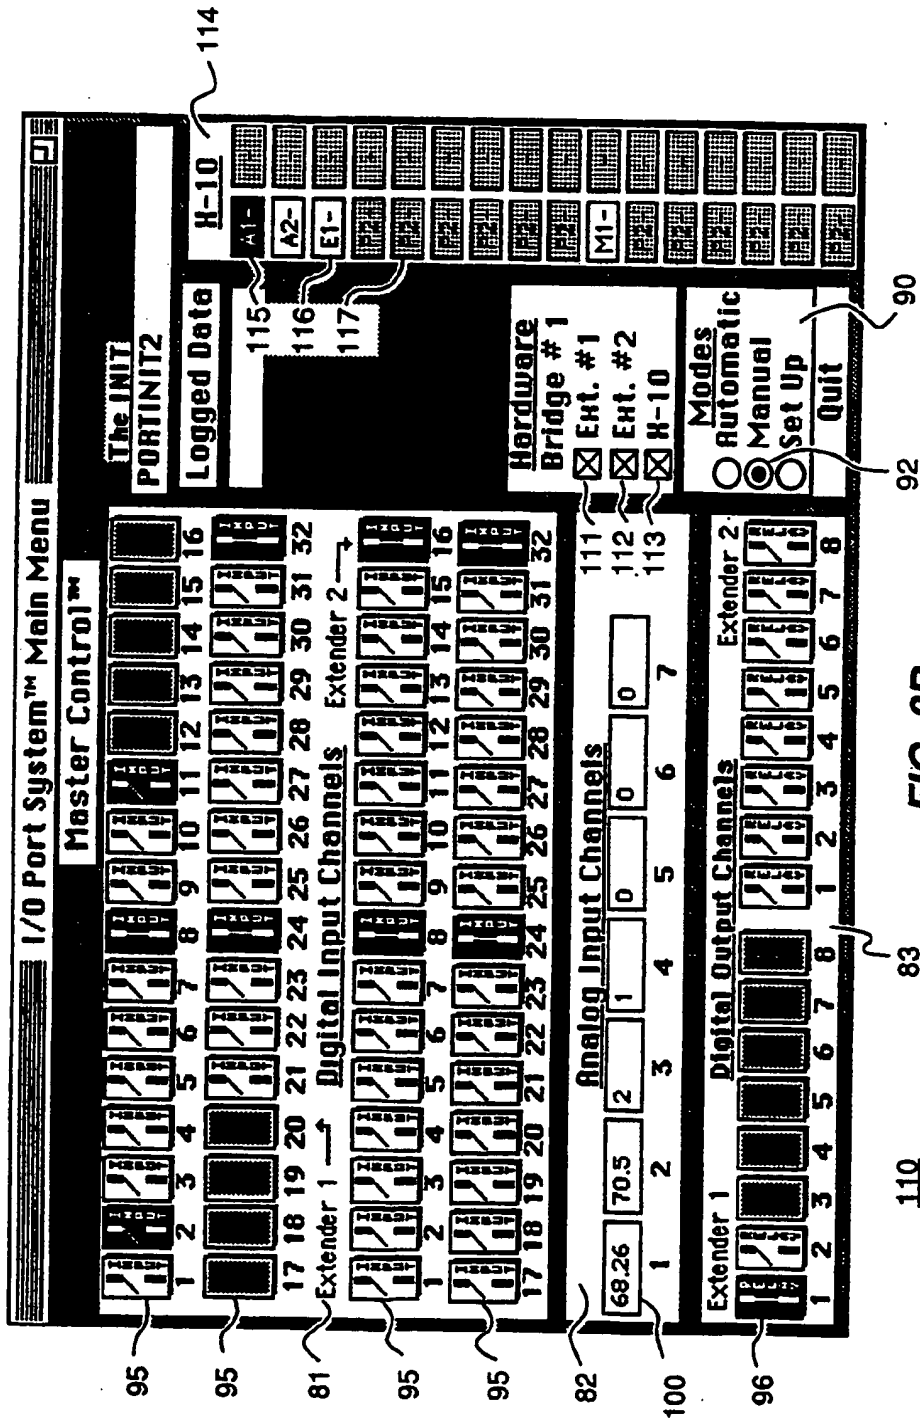 I/O Port System™ Main Menu
Master Control™
The INIT
PORTINIT2
Logged Data
X-10
114
1 2 3 4 5 6 7 8 9 10 11 12 13 14 15 16
95
17 18 19 20 21 22 23 24 25 26 27 28 29 30 31 32
95
Extender 1
Digital Input Channels
Extender 2
81
1 2 3 4 5 6 7 8 9 10 11 12 13 14 15 16
95
17 18 19 20 21 22 23 24 25 26 27 28 29 30 31 32
95
A1-
A2-
E1-
M1-
115
116
117
Hardware
Bridge # 1
Ext. #1
Ext. #2
X-10
111
112
113
Analog Input Channels
82
68.26 70.5 2 1 0 0 0
1 2 3 4 5 6 7
100
Modes
Automatic
Manual
Set Up
Quit
90
92
Extender 1
Digital Output Channels
Extender 2
1 2 3 4 5 6 7 8
1 2 3 4 5 6 7 8
96
83
110